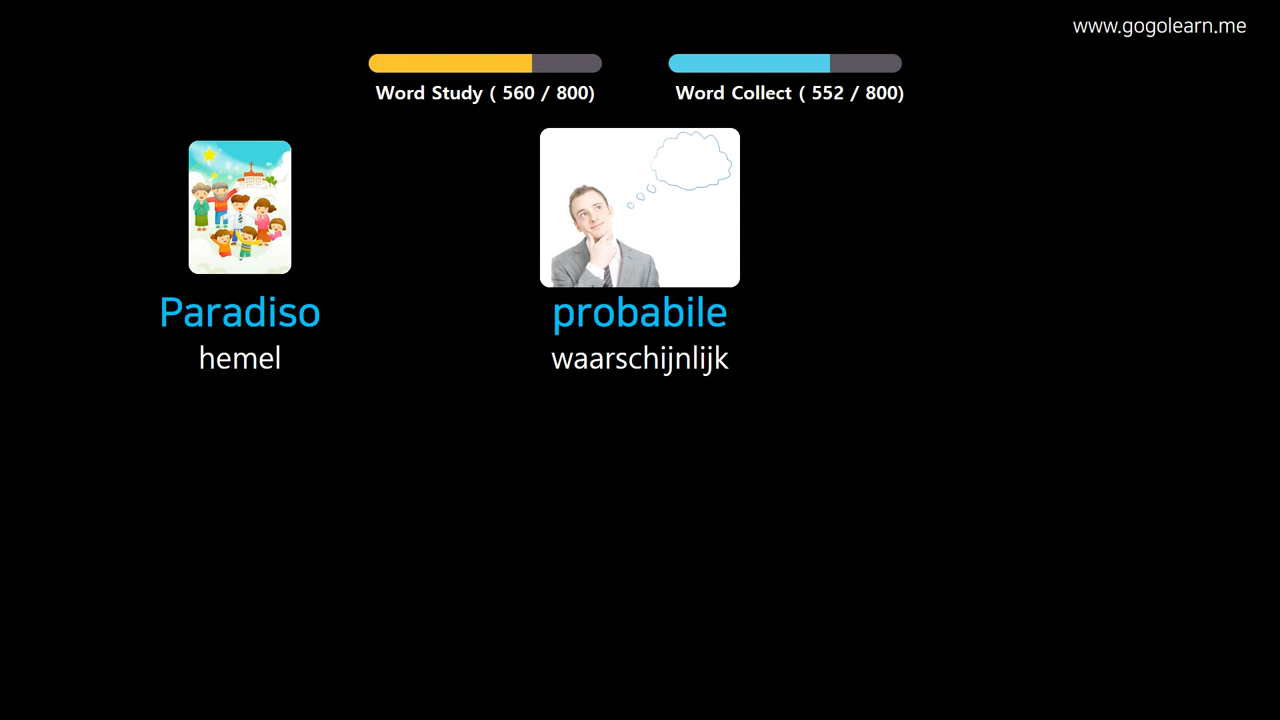 www.gogolearn.me
Word Study ( 560 / 800)
Word Collect ( 552 / 800)
Paradiso
hemel
probabile
waarschijnlijk